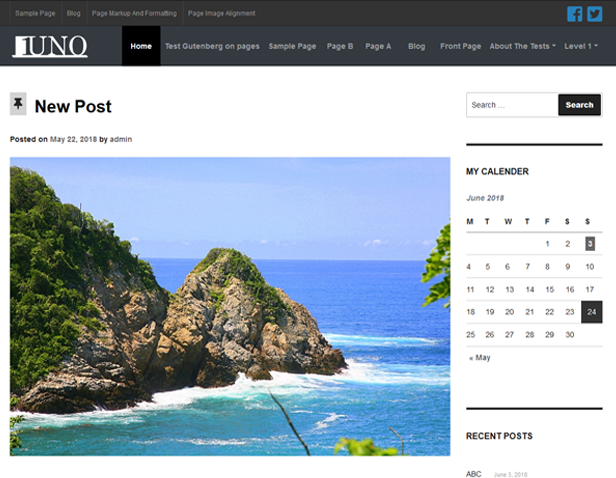 Sample Page Blog Page Markup And Formatting Page Image Alignment
1UNO Home Test Gutenberg on pages Sample Page Page B Page A Blog Front Page About The Tests Level 1
New Post
Posted on May 22, 2018 by admin
Search … Search
MY CALENDER
June 2018
M T W T F S S
1 2 3
4 5 6 7 8 9 10
11 12 13 14 15 16 17
18 19 20 21 22 23 24
25 26 27 28 29 30
« May
RECENT POSTS
ABC June 3, 2018